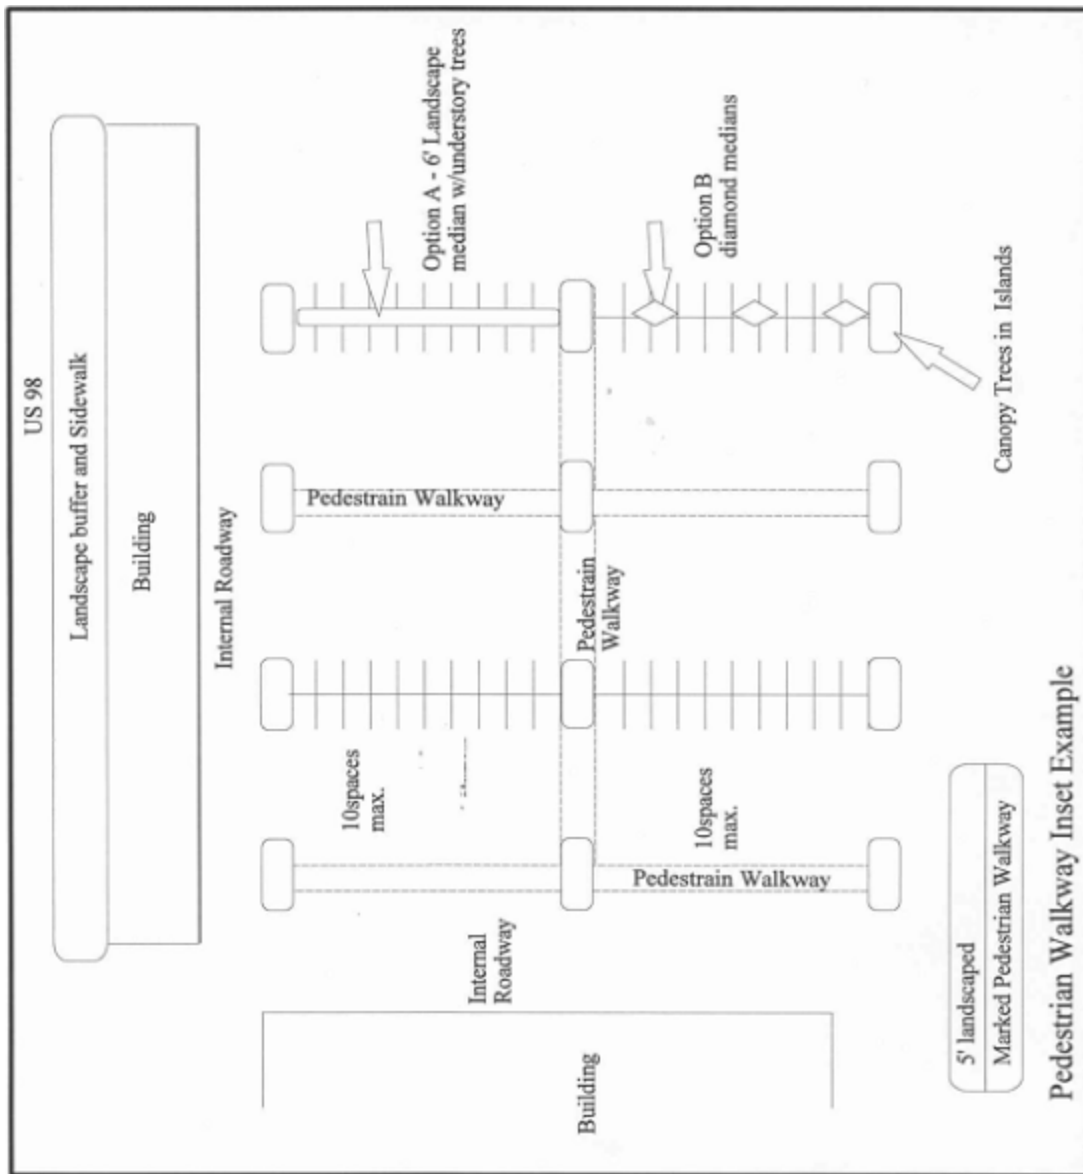 US 98
Landscape buffer and Sidewalk
Building
Internal Roadway
Option A - 6' Landscape
median w/understory trees
Pedestrain Walkway
Option B
diamond medians
Pedestrain
Walkway
10spaces
max.
10spaces
max.
Pedestrain Walkway
Canopy Trees in Islands
Internal
Roadway
Building
5' landscaped
Marked Pedestrian Walkway
Pedestrian Walkway Inset Example